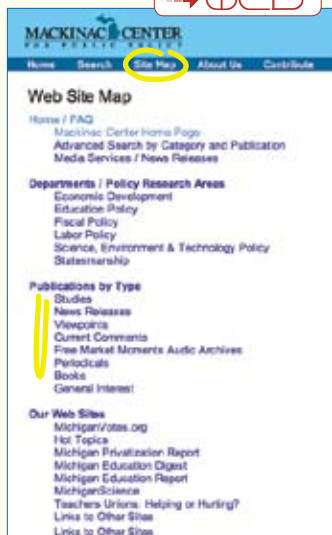 MACKINAC CENTER
FOR PUBLIC POLICY
Home Search Site Map About Us Contribute
Web Site Map
Home / FAQ
Mackinac Center Home Page
Advanced Search by Category and Publication
Media Services / News Releases
Departments / Policy Research Areas
Economic Development
Education Policy
Fiscal Policy
Labor Policy
Science, Environment & Technology Policy
Statesmanship
Publications by Type
Studies
News Releases
Viewpoints
Current Comments
Free Market Moments Audio Archives
Periodicals
Books
General Interest
Our Web Sites
MichiganVotes.org
Hot Topics
Michigan Privatization Report
Michigan Education Digest
Michigan Education Report
MichiganScience
Teachers Unions: Helping or Hurting?
Links to Other Sites
Links to Other Sites